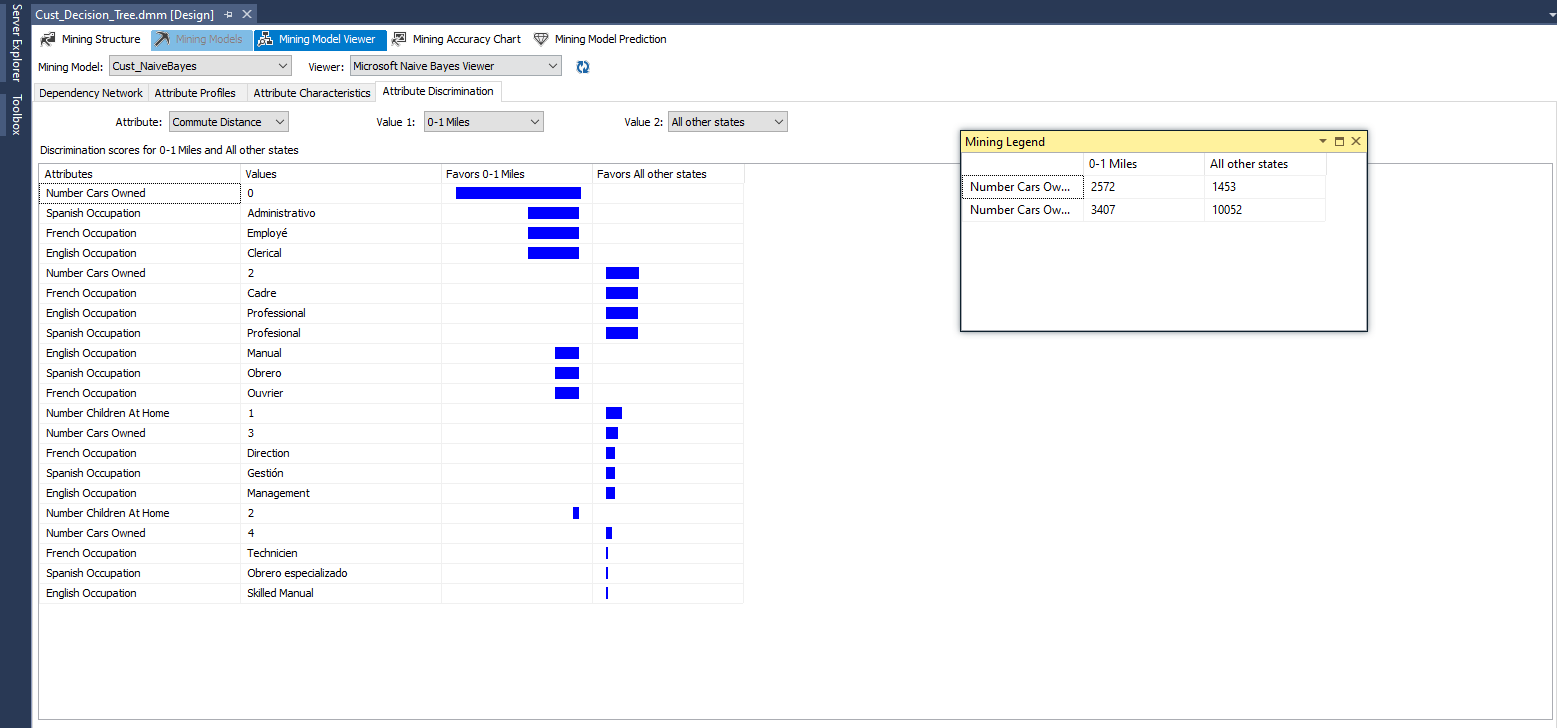 Server Explorer
Toolbox
Cust_Decision_Tree.dmm [Design]
Mining Structure Mining Models Mining Model Viewer Mining Accuracy Chart Mining Model Prediction
Mining Model: Cust_NaiveBayes Viewer: Microsoft Naive Bayes Viewer
Dependency Network Attribute Profiles Attribute Characteristics Attribute Discrimination
Attribute: Commute Distance Value 1: 0-1 Miles Value 2: All other states
Discrimination scores for 0-1 Miles and All other states
Attributes Values Favors 0-1 Miles Favors All other states
Number Cars Owned 0
Spanish Occupation Administrativo
French Occupation Employé
English Occupation Clerical
Number Cars Owned 2
French Occupation Cadre
English Occupation Professional
Spanish Occupation Profesional
English Occupation Manual
Spanish Occupation Obrero
French Occupation Ouvrier
Number Children At Home 1
Number Cars Owned 3
French Occupation Direction
Spanish Occupation Gestión
English Occupation Management
Number Children At Home 2
Number Cars Owned 4
French Occupation Technicien
Spanish Occupation Obrero especializado
English Occupation Skilled Manual
Mining Legend
0-1 Miles All other states
Number Cars Ow... 2572 1453
Number Cars Ow... 3407 10052